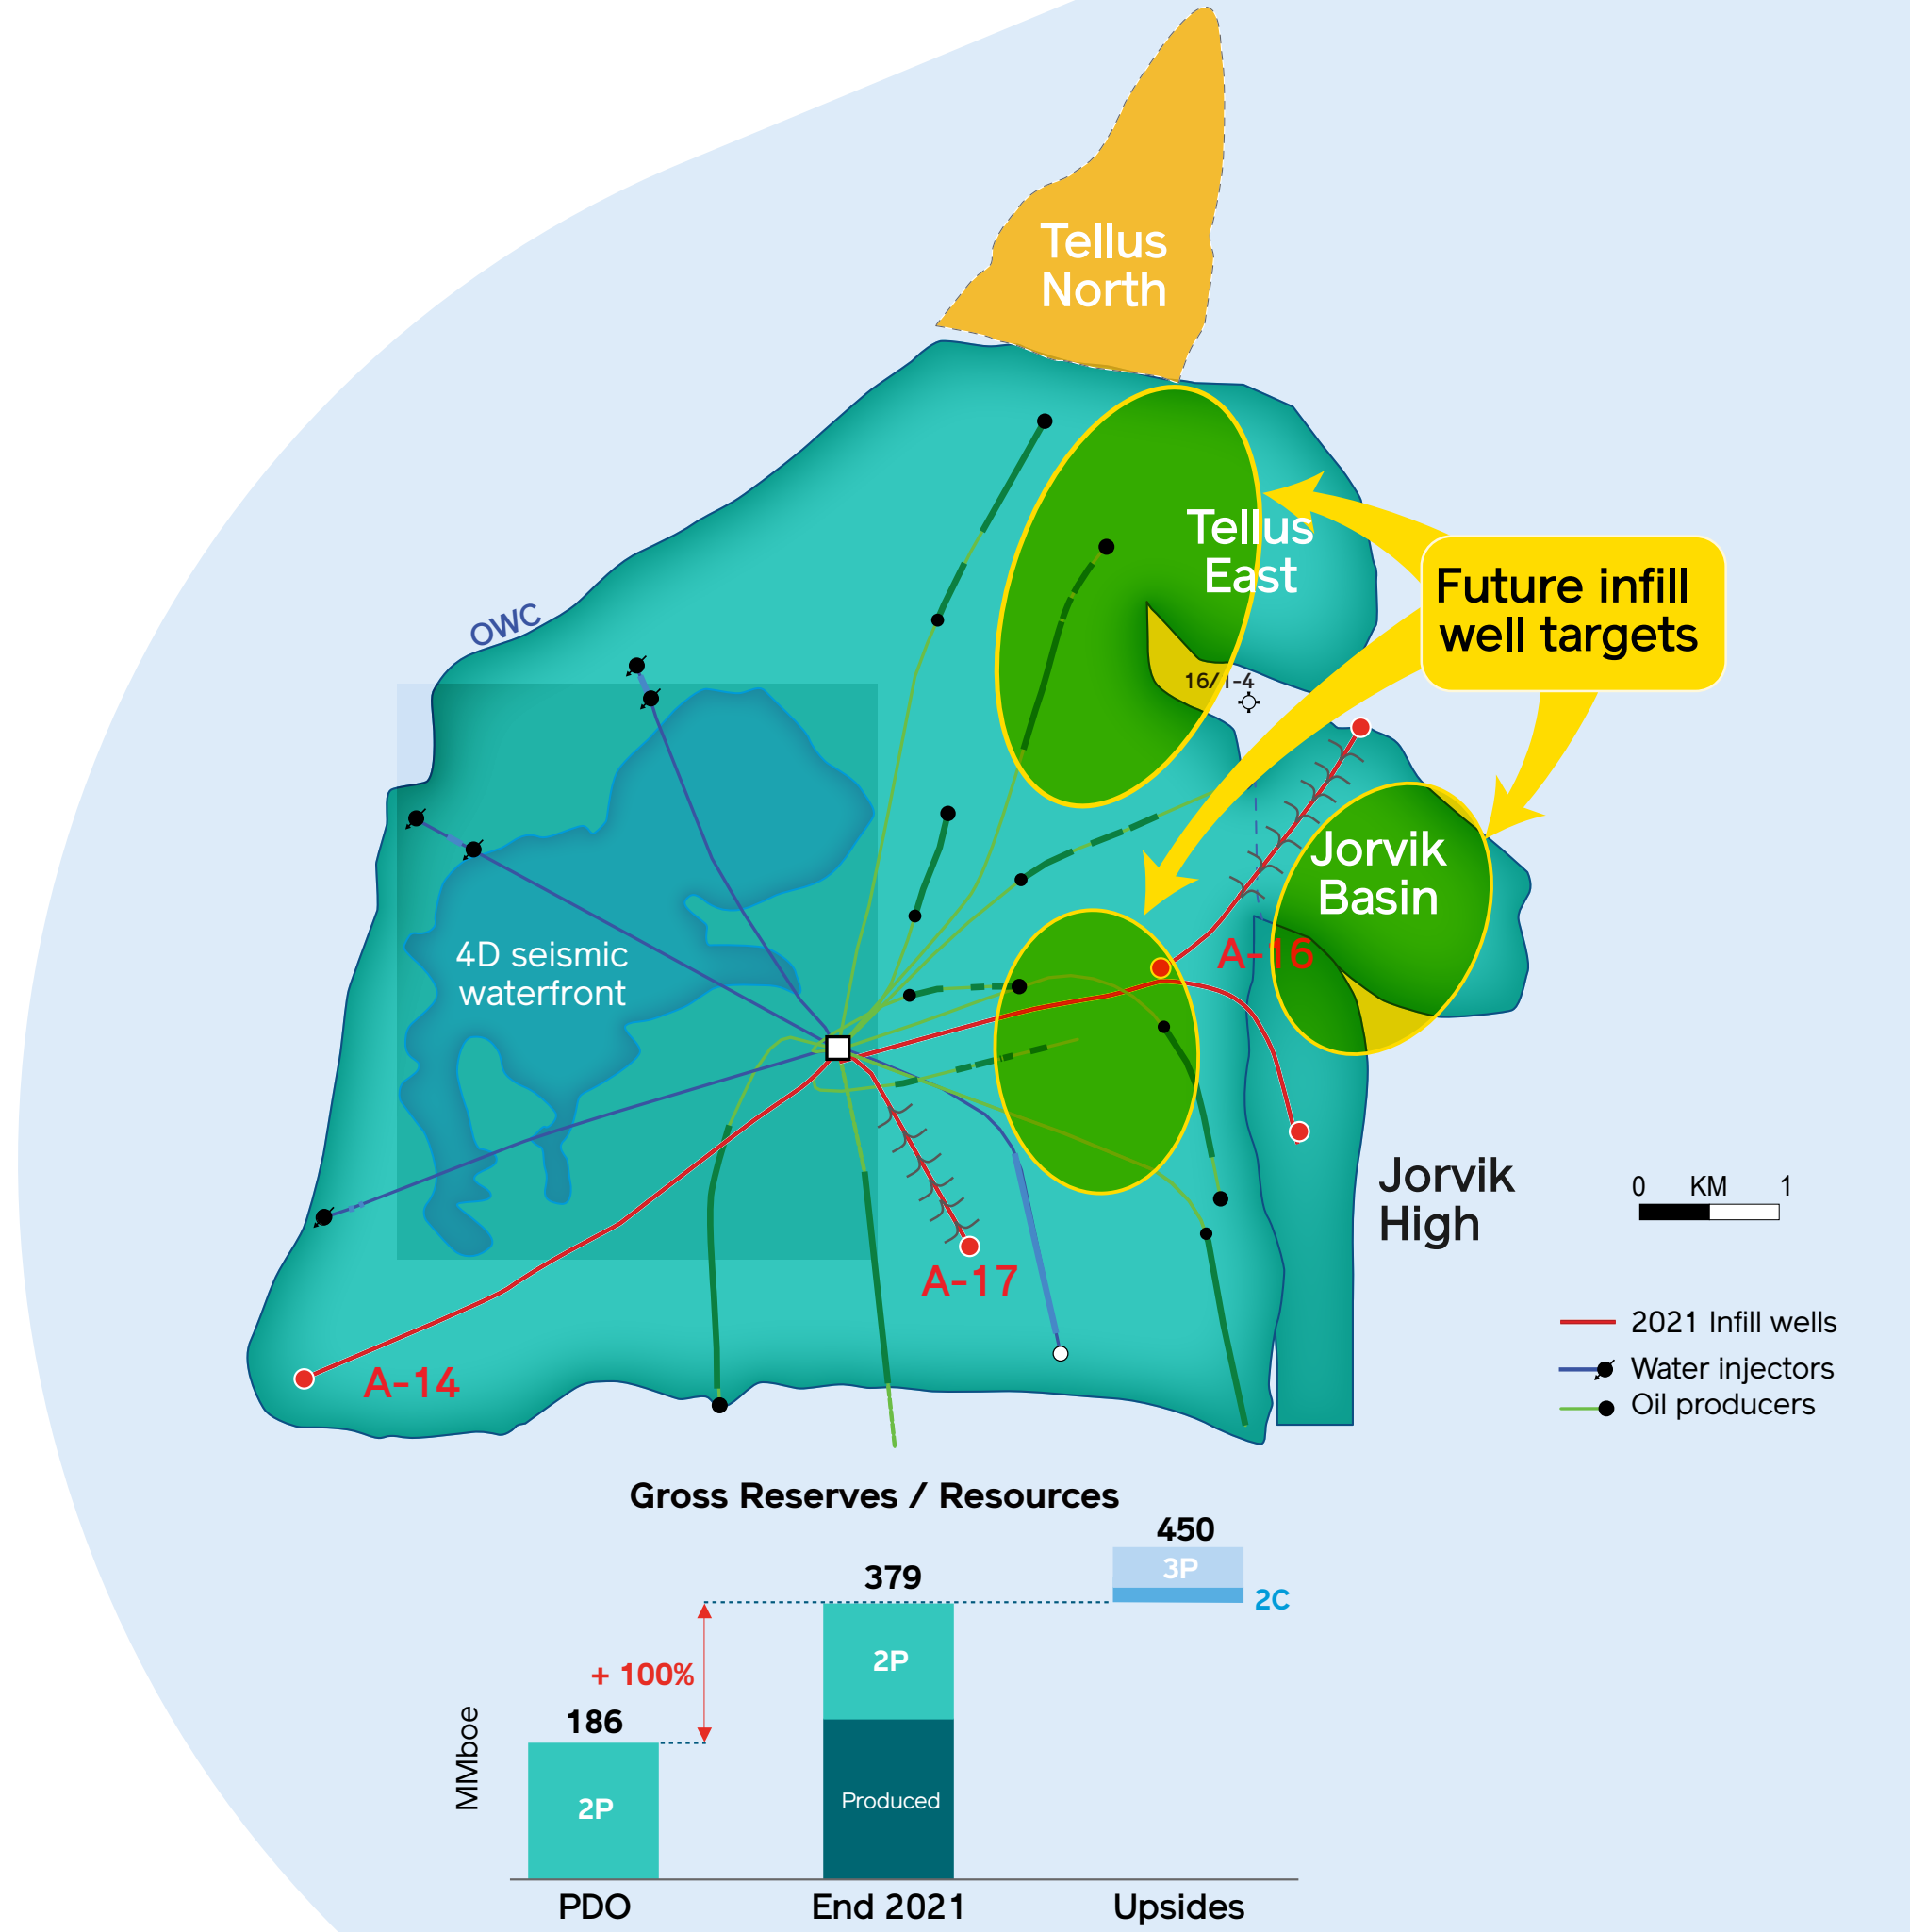 Tellus
North
Tellus
East
Future infill
well targets
OWC
16/1-4
Jorvik
Basin
4D seismic
waterfront
A-16
Jorvik
High
0 KM 1
A-17
A-14
2021 Infill wells
Water injectors
Oil producers
Gross Reserves / Resources
450
3P
2C
379
2P
+ 100%
186
MMboe
2P
Produced
PDO
End 2021
Upsides